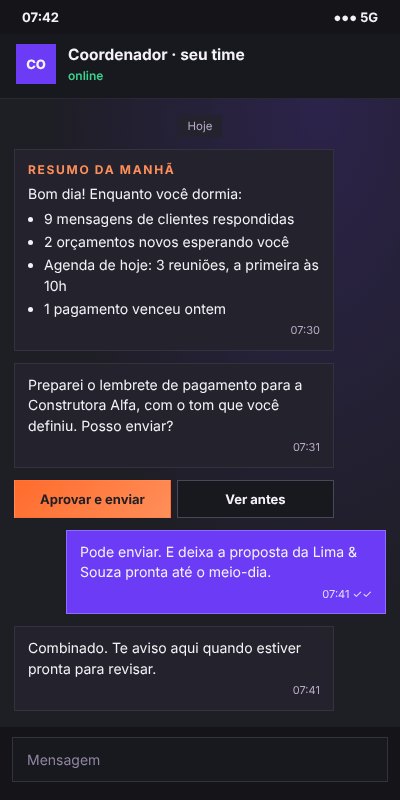 07:42
●●● 5G
CO
Coordenador · seu time
online
Hoje
RESUMO DA MANHÃ
Bom dia! Enquanto você dormia:
• 9 mensagens de clientes respondidas
• 2 orçamentos novos esperando você
• Agenda de hoje: 3 reuniões, a primeira às
10h
• 1 pagamento venceu ontem
07:30
Preparei o lembrete de pagamento para a
Construtora Alfa, com o tom que você
definiu. Posso enviar?
07:31
Aprovar e enviar
Ver antes
Pode enviar. E deixa a proposta da Lima &
Souza pronta até o meio-dia.
07:41 ✓✓
Combinado. Te aviso aqui quando estiver
pronta para revisar.
07:41
Mensagem